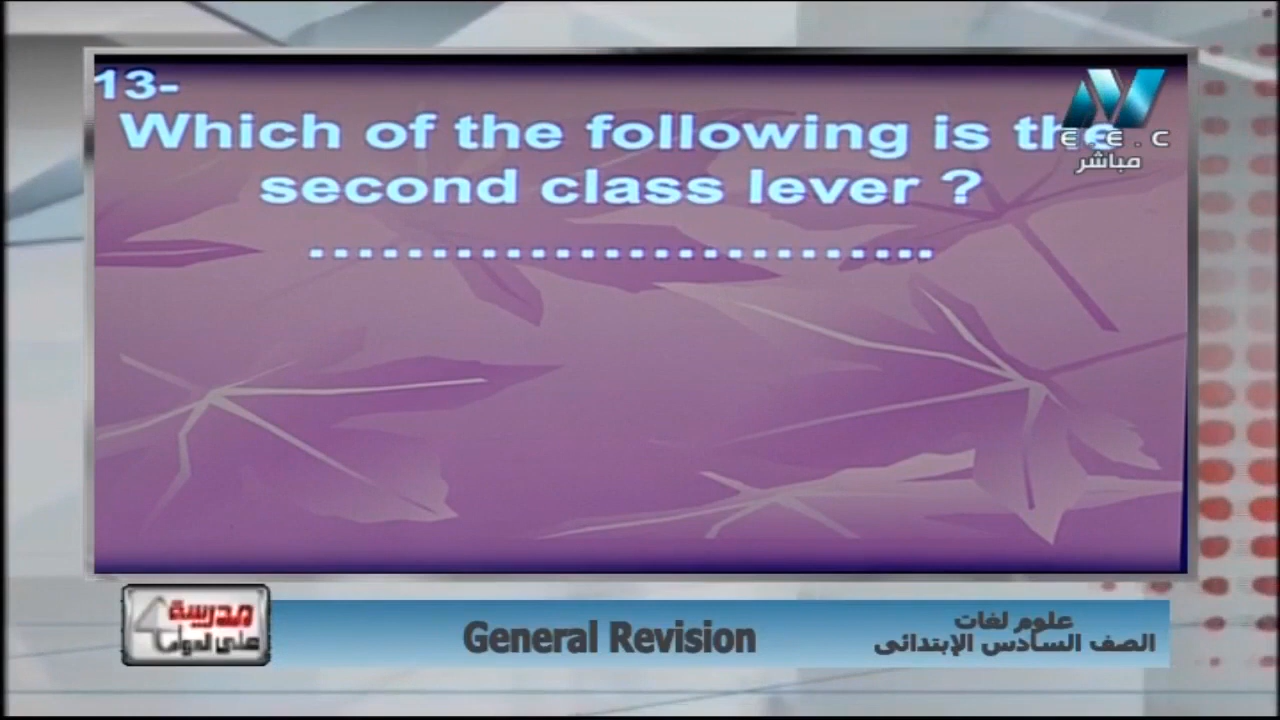 13-
Which of the following is the
second class lever ?
..........................
E.E.C
مباشر
مدرسة
على الهواء
General Revision
علوم لغات
الصف السادس الإبتدائى